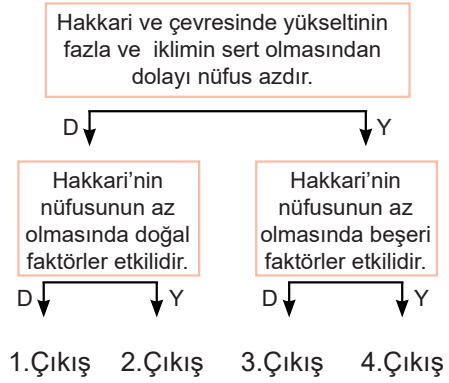 Hakkari ve çevresinde yükseltinin
fazla ve iklimin sert olmasından
dolayı nüfus azdır.
D Y
Hakkari’nin
nüfusunun az
olmasında doğal
faktörler etkilidir.
Hakkari’nin
nüfusunun az
olmasında beşeri
faktörler etkilidir.
D Y D Y
1.Çıkış 2.Çıkış 3.Çıkış 4.Çıkış